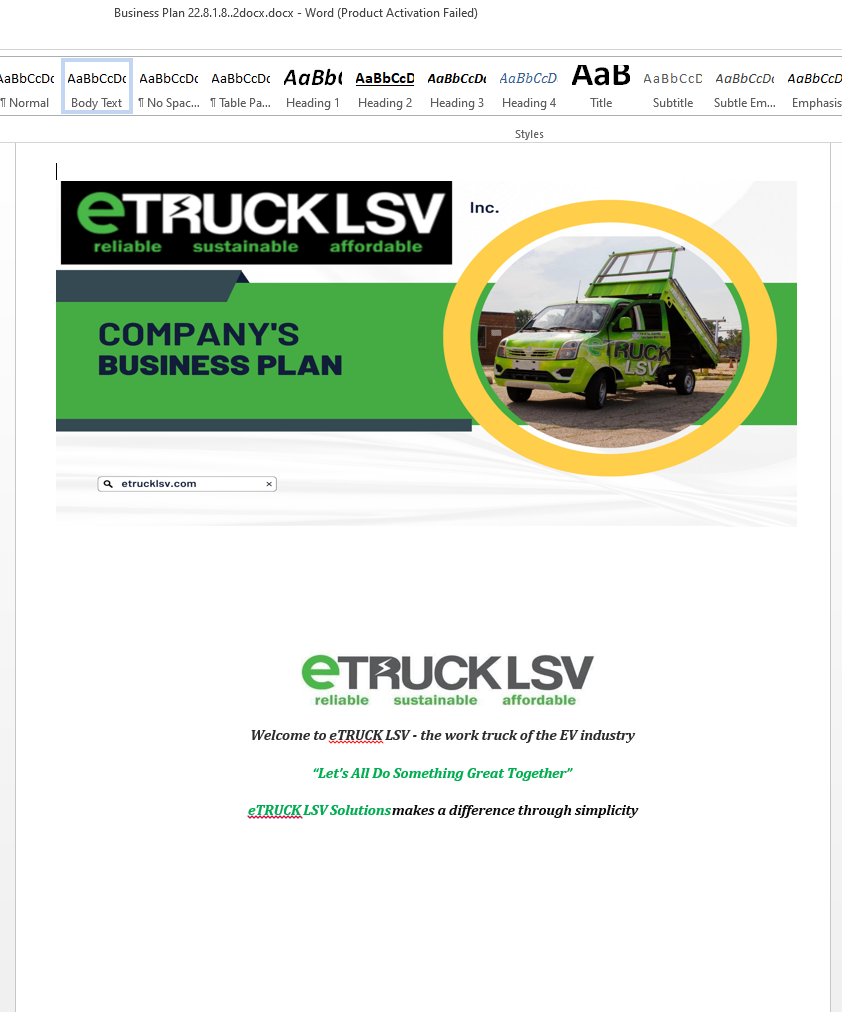 Business Plan 22.8.1.8..2docx.docx - Word (Product Activation Failed)
AaBbCcDc AaBbCcDc AaBbCcDc AaBbCcDc AaBb( AaBbCcD AaBbCcDc AaBbCcD AaB AaBbCcD AaBbCcDc AaBbCcD
¶ Normal Body Text ¶ No Spac... ¶ Table Pa... Heading 1 Heading 2 Heading 3 Heading 4 Title Subtitle Subtle Em... Emphasis
Styles
eTRUCK LSV Inc.
reliable sustainable affordable
COMPANY'S
BUSINESS PLAN
TRUCK
LSV
etrucklsv.com ×
eTRUCK LSV
reliable sustainable affordable
Welcome to eTRUCK LSV - the work truck of the EV industry
“Let's All Do Something Great Together”
eTRUCK LSV Solutions makes a difference through simplicity